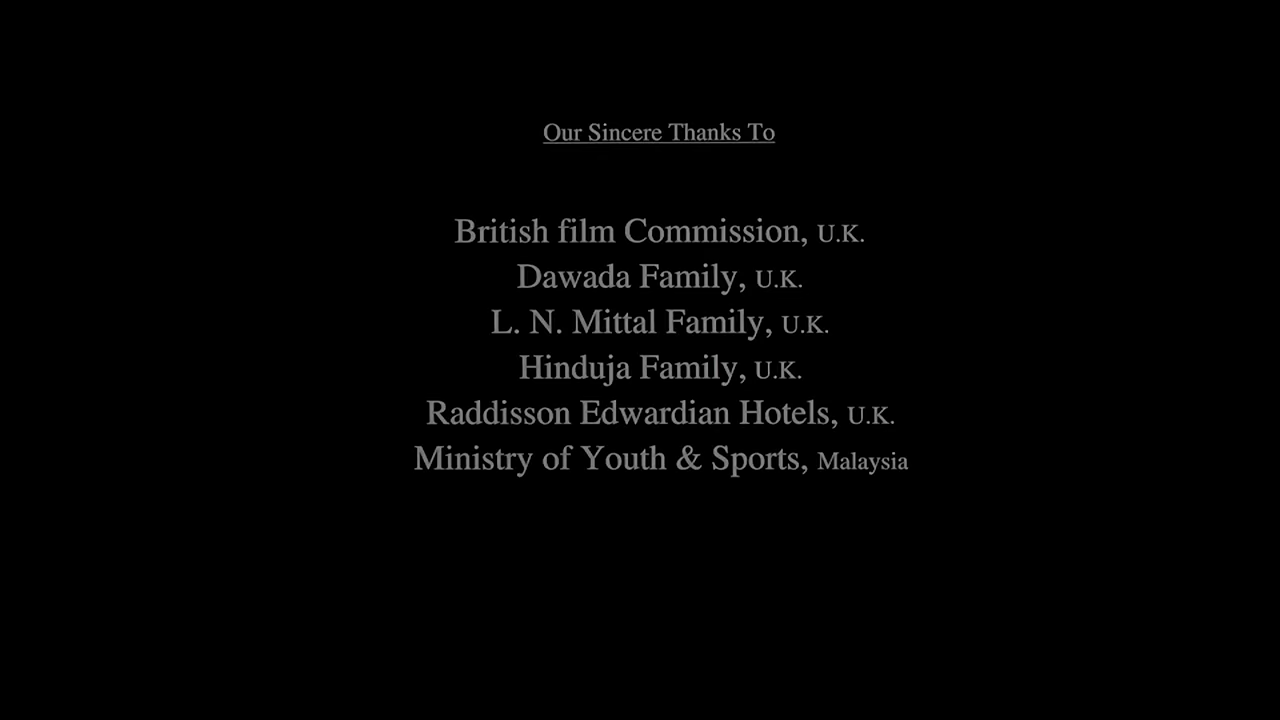 Our Sincere Thanks To
British film Commission, U.K.
Dawada Family, U.K.
L. N. Mittal Family, U.K.
Hinduja Family, U.K.
Raddisson Edwardian Hotels, U.K.
Ministry of Youth & Sports, Malaysia